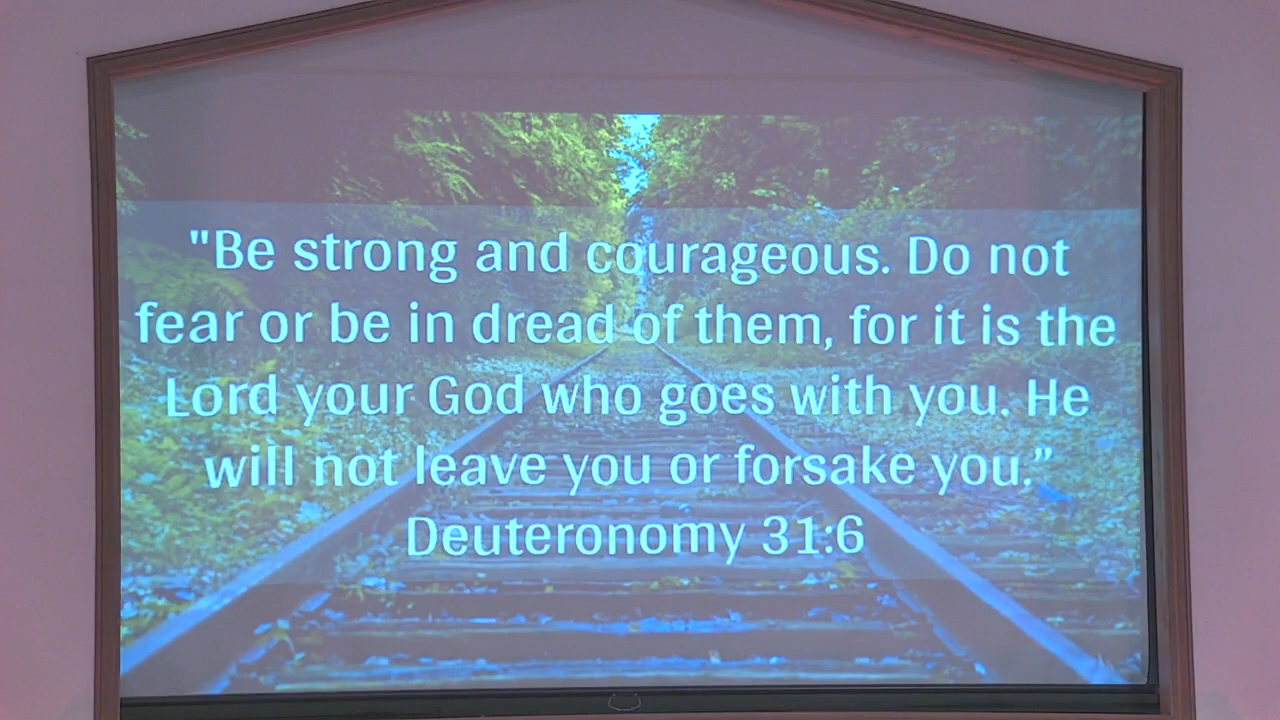 "Be strong and courageous. Do not
fear or be in dread of them, for it is the
Lord your God who goes with you. He
will not leave you or forsake you.”
Deuteronomy 31:6